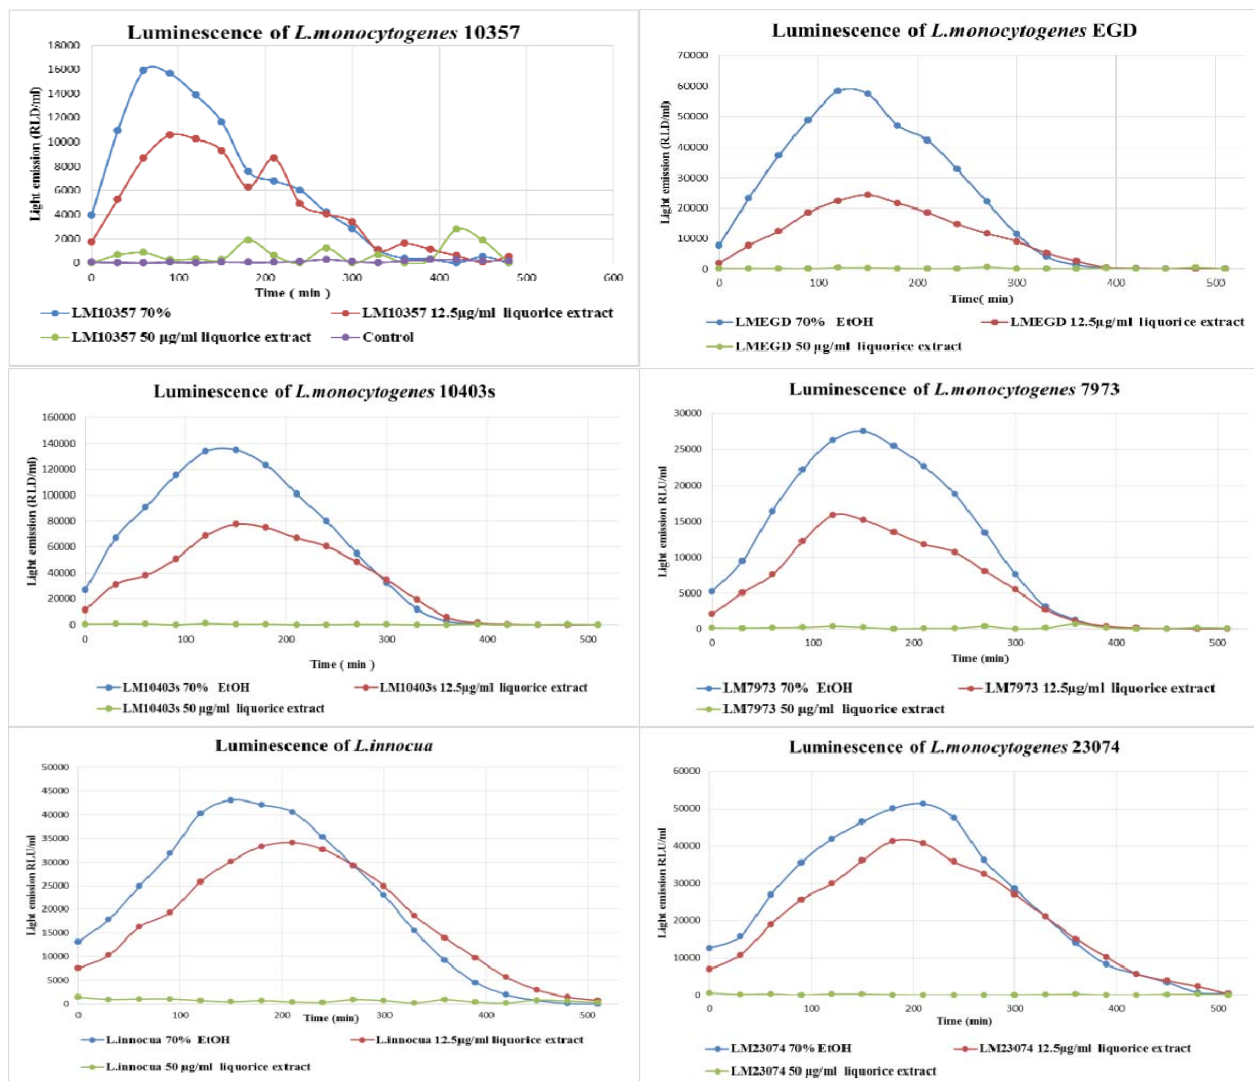 Luminescence of L.monocytogenes 10357
18000
16000
14000
12000
10000
8000
6000
4000
2000
0
Light emission (RLD/ml)
0 100 200 300 400 500 600
Time ( min)
LM10357 70% LM10357 12.5µg/ml liquorice extract
LM10357 50 µg/ml liquorice extract Control
Luminescence of L.monocytogenes EGD
70000
60000
50000
40000
30000
20000
10000
0
Light emission (RLD/ml)
0 100 200 300 400 500
Time( min)
LMEGD 70% EtOH LMEGD 12.5µg/ml liquorice extract
LMEGD 50 µg/ml liquorice extract
Luminescence of L.monocytogenes 10403s
160000
140000
120000
100000
80000
60000
40000
20000
0
Light emission (RLD/ml)
0 100 200 300 400 500
Time ( min )
LM10403s 70% EtOH LM10403s 12.5µg/ml liquorice extract
LM10403s 50 µg/ml liquorice extract
Luminescence of L.monocytogenes 7973
30000
25000
20000
15000
10000
5000
0
Light emission RLU/ml
0 100 200 300 400 500
Time (min)
LM7973 70% EtOH LM7973 12.5µg/ml liquorice extract
LM7973 50 µg/ml liquorice extract
Luminescence of L.innocua
50000
45000
40000
35000
30000
25000
20000
15000
10000
5000
0
Light emission RLU/ml
0 100 200 300 400 500
Time (min)
L.innocua 70% EtOH L.innocua 12.5µg/ml liquorice extract
L.innocua 50 µg/ml liquorice extract
Luminescence of L.monocytogenes 23074
60000
50000
40000
30000
20000
10000
0
Light emission RLU/ml
0 100 200 300 400 500
Time (min)
LM23074 70% EtOH LM23074 12.5µg/ml liquorice extract
LM23074 50 µg/ml liquorice extract